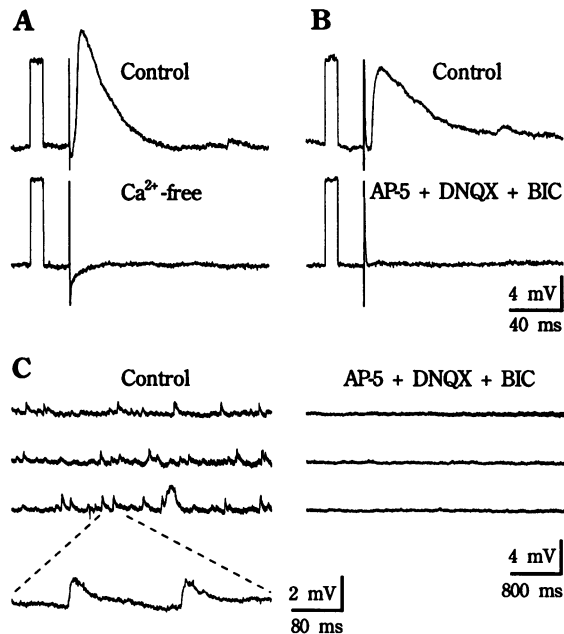 A
B
Control
Control
Ca2+-free
AP-5 + DNQX + BIC
4 mV
40 ms
C
Control
AP-5 + DNQX + BIC
4 mV
800 ms
2 mV
80 ms